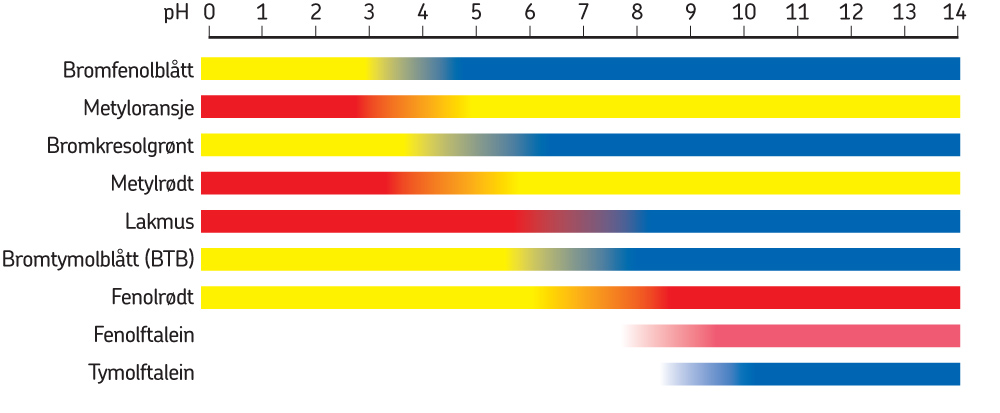 pH 0 1 2 3 4 5 6 7 8 9 10 11 12 13 14
Bromfenolblått
Metyloransje
Bromkresolgrønt
Metylrødt
Lakmus
Bromtymolblått (BTB)
Fenolrødt
Fenolftalein
Tymolftalein